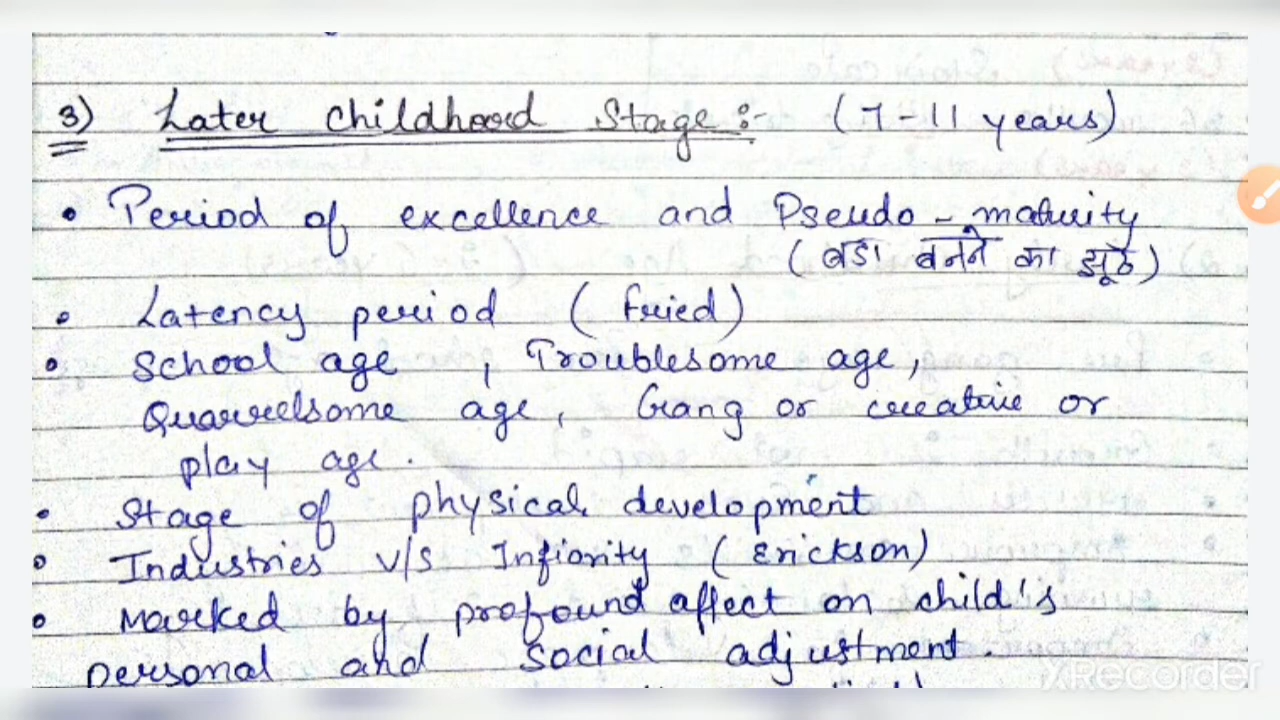 3) Later childhood Stage :- (7-11 years)
• Period of excellence and Pseudo-maturity
(बडा बनने का झूठ)
• Latency period (fried)
• School age, Troublesome age,
Quarrelsome age, Gang or creative or
play age.
• Stage of physical development
• Industries v/s Infiority (Erickson)
• Marked by profound affect on child's
personal and social adjustment.
XRecorder